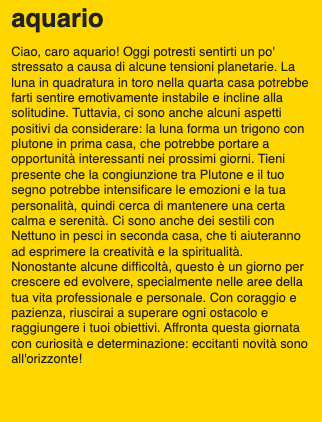 aquario
Ciao, caro aquario! Oggi potresti sentirti un po'
stressato a causa di alcune tensioni planetarie. La
luna in quadratura in toro nella quarta casa potrebbe
farti sentire emotivamente instabile e incline alla
solitudine. Tuttavia, ci sono anche alcuni aspetti
positivi da considerare: la luna forma un trigono con
plutone in prima casa, che potrebbe portare a
opportunità interessanti nei prossimi giorni. Tieni
presente che la congiunzione tra Plutone e il tuo
segno potrebbe intensificare le emozioni e la tua
personalità, quindi cerca di mantenere una certa
calma e serenità. Ci sono anche dei sestili con
Nettuno in pesci in seconda casa, che ti aiuteranno
ad esprimere la creatività e la spiritualità.
Nonostante alcune difficoltà, questo è un giorno per
crescere ed evolvere, specialmente nelle aree della
tua vita professionale e personale. Con coraggio e
pazienza, riuscirai a superare ogni ostacolo e
raggiungere i tuoi obiettivi. Affronta questa giornata
con curiosità e determinazione: eccitanti novità sono
all'orizzonte!